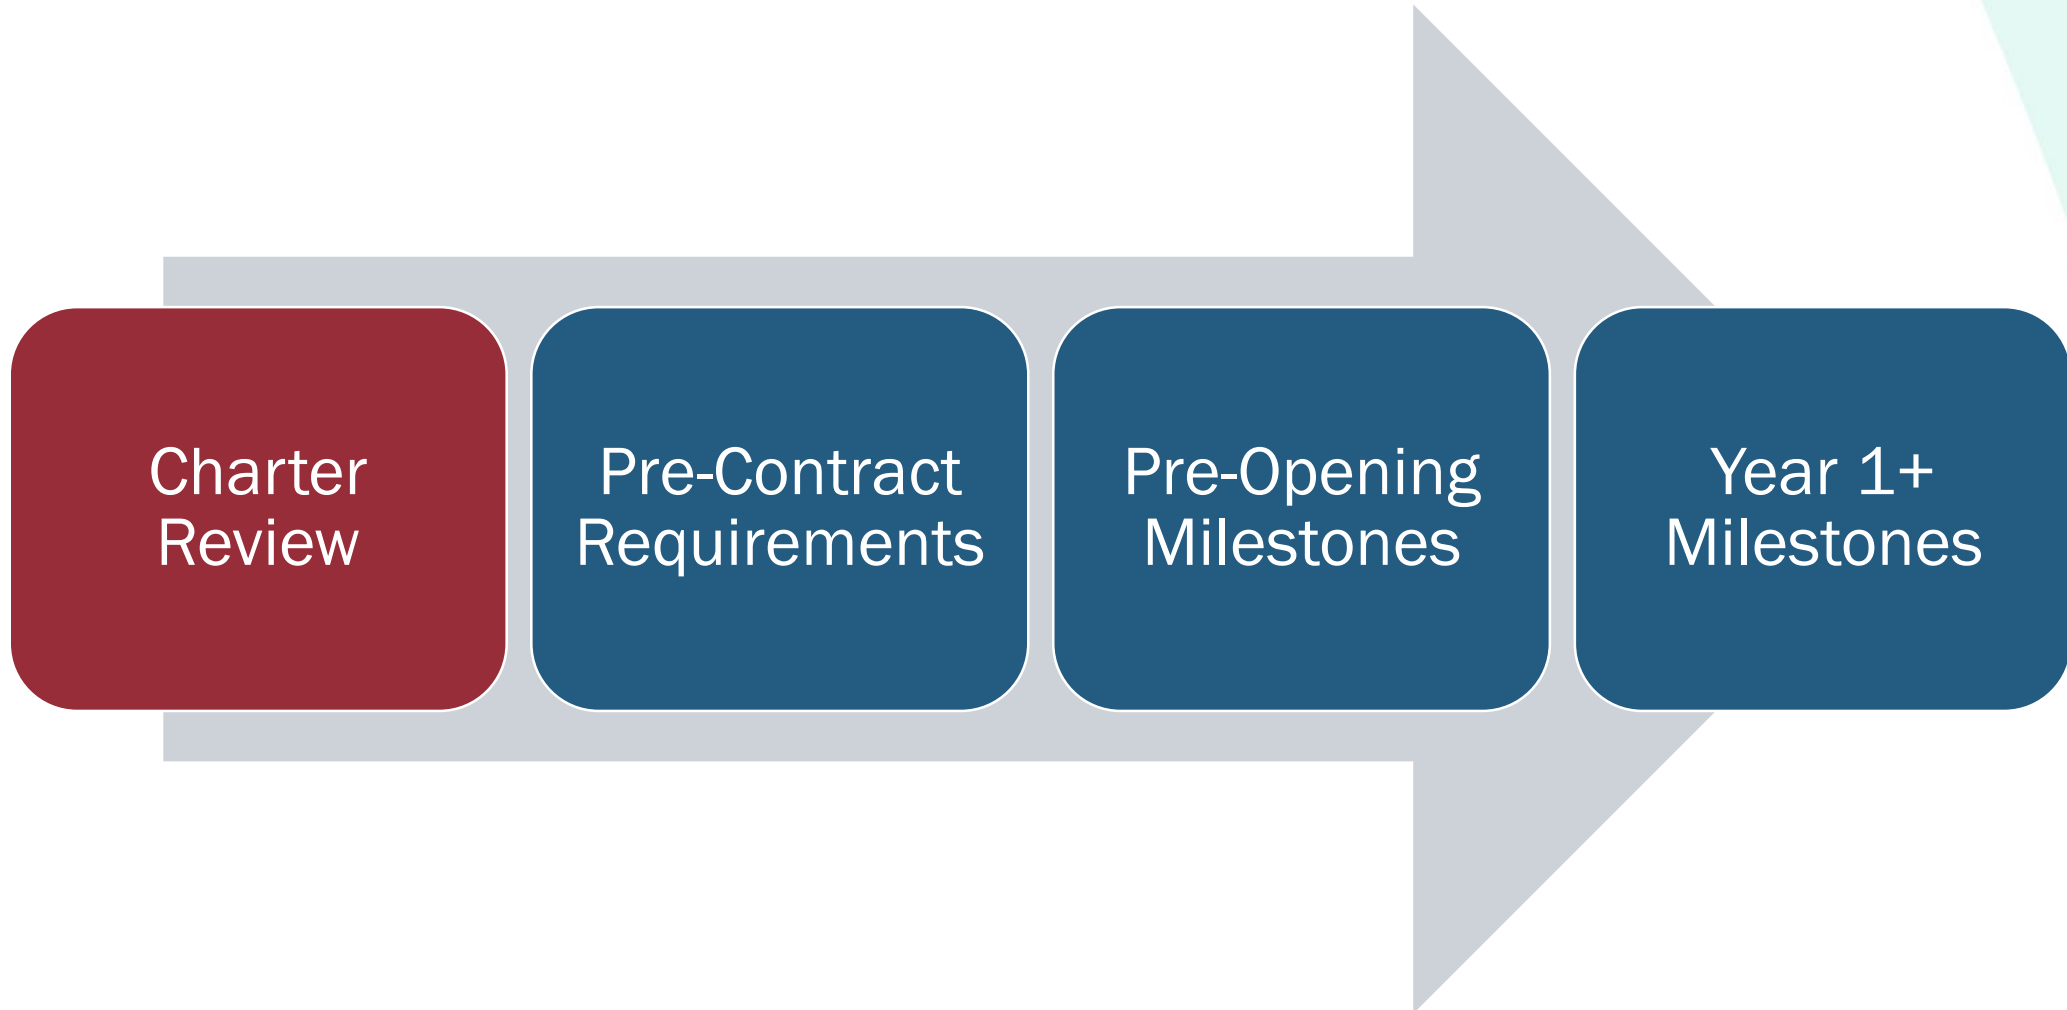 Charter
Review
Pre-Contract
Requirements
Pre-Opening
Milestones
Year 1+
Milestones